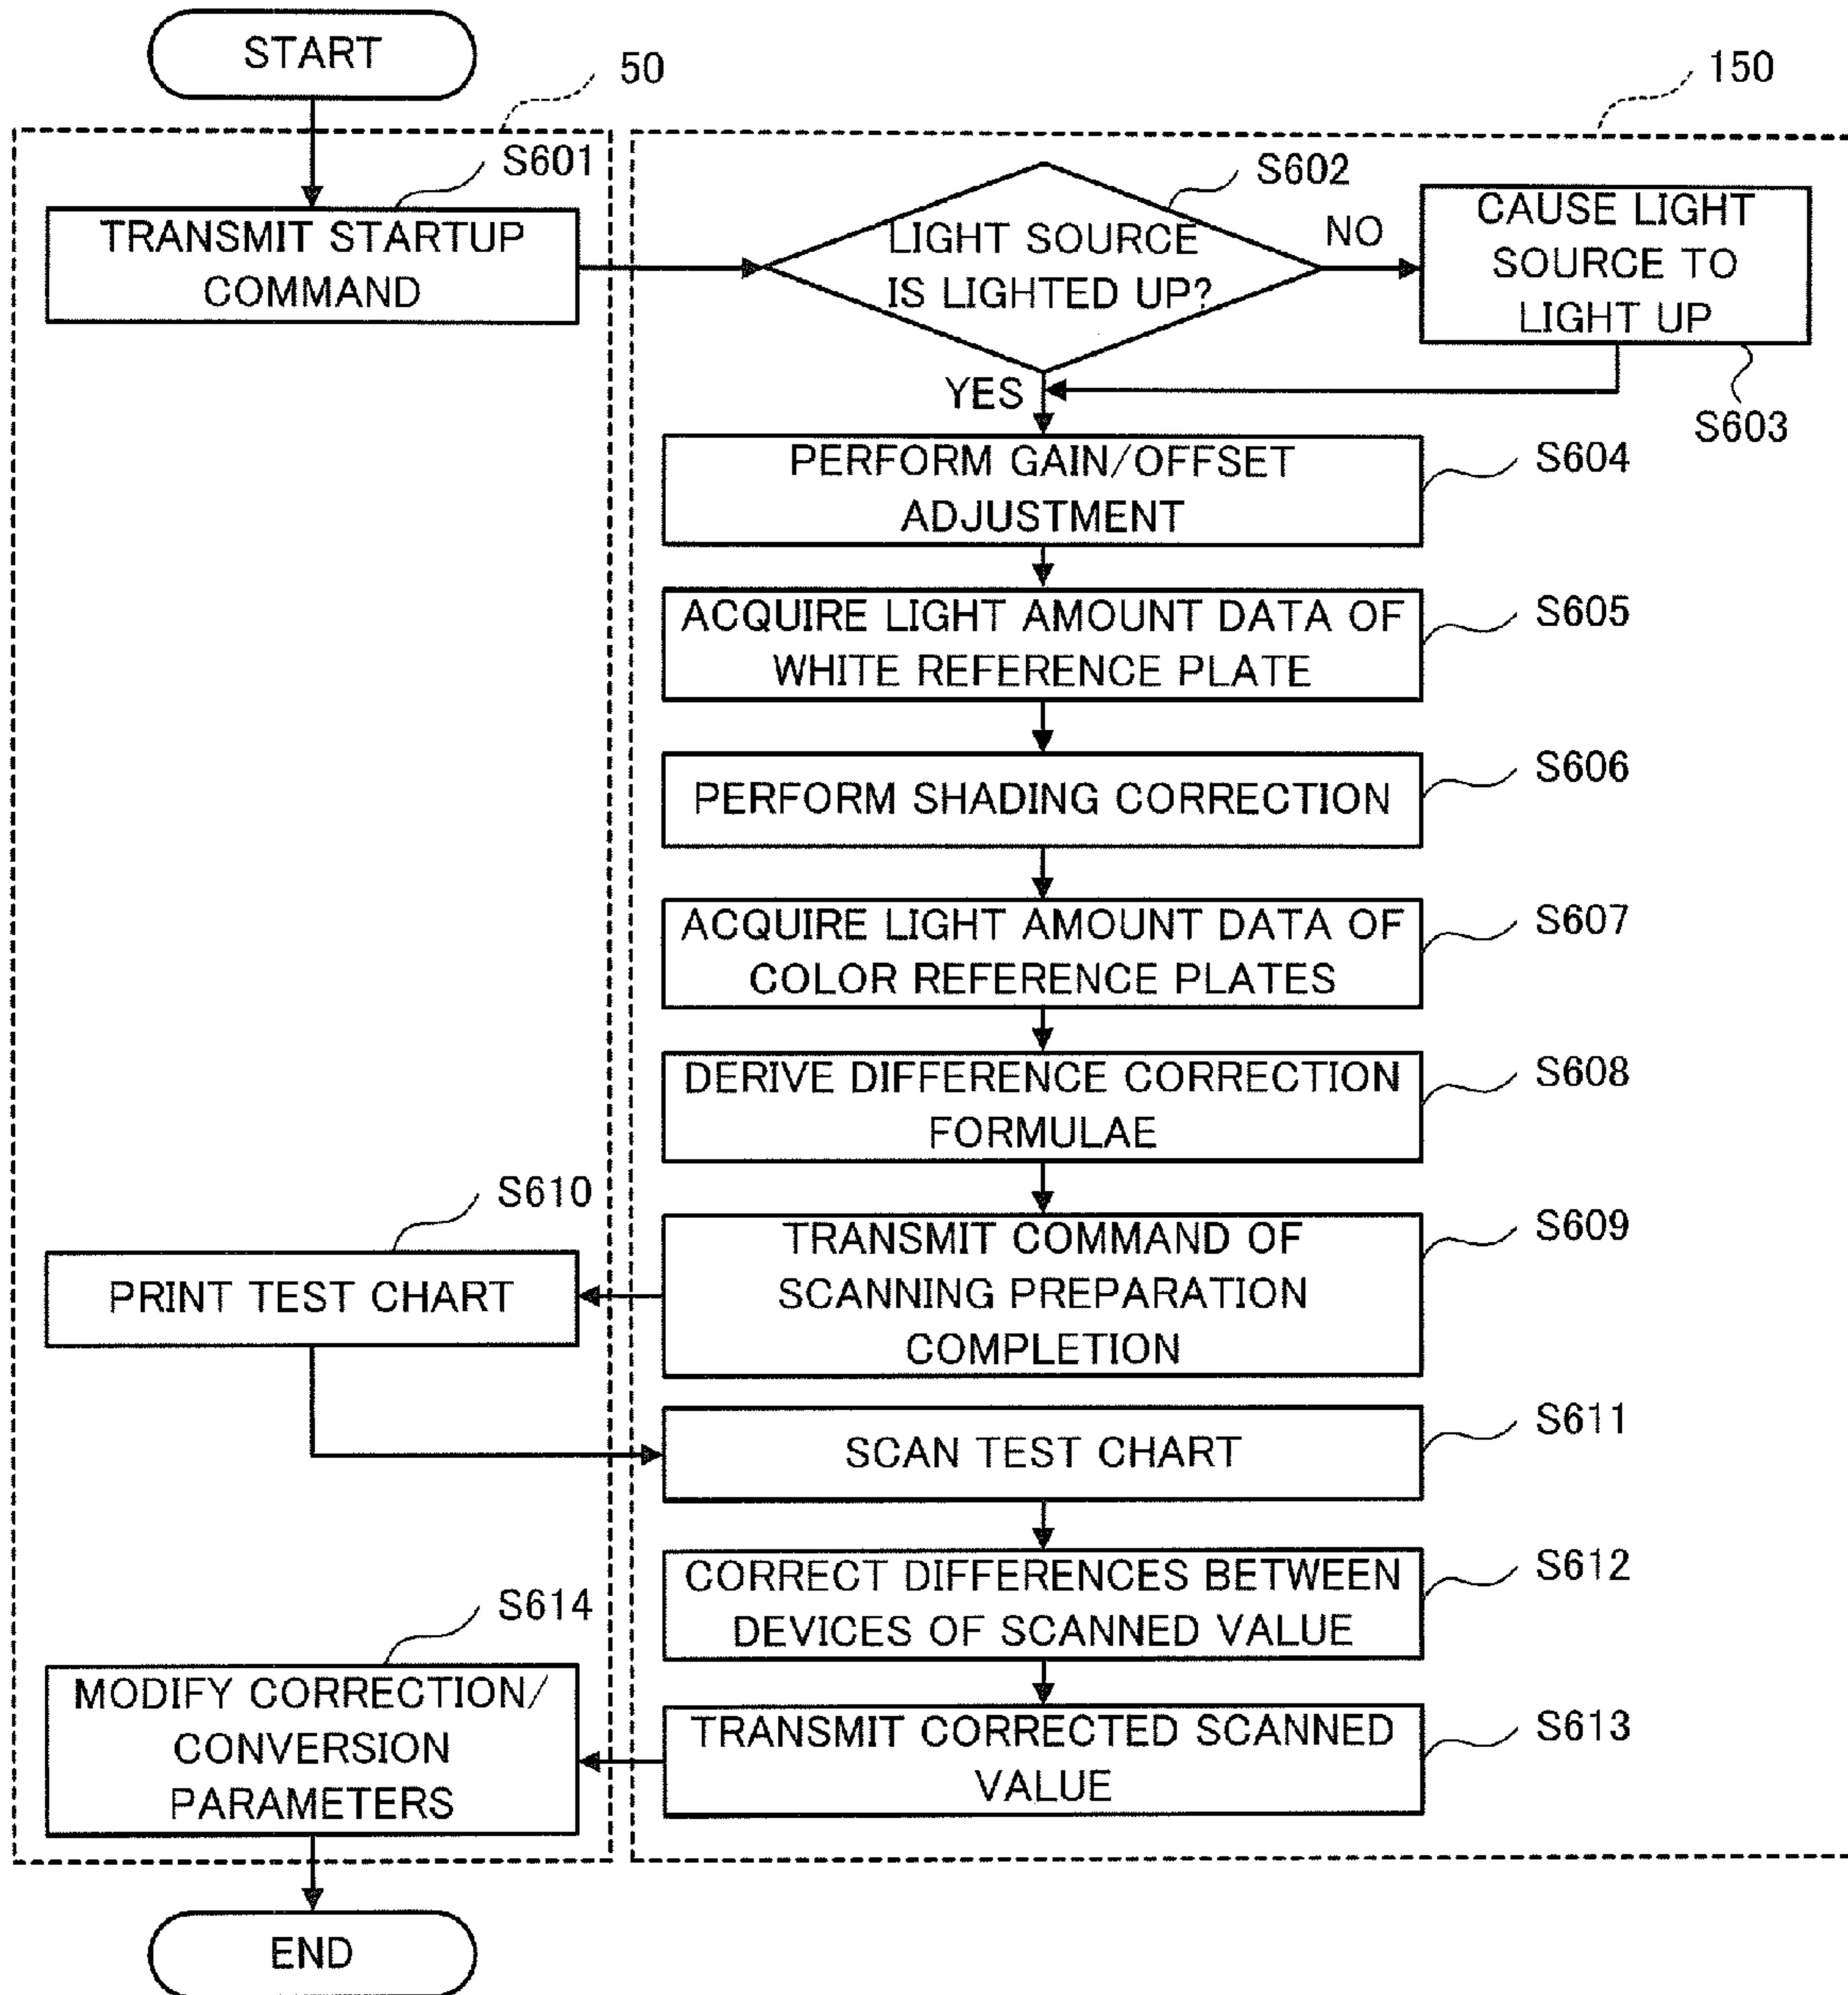 START
50
150
S601
TRANSMIT STARTUP
COMMAND
S602
LIGHT SOURCE
IS LIGHTED UP?
NO
YES
CAUSE LIGHT
SOURCE TO
LIGHT UP
S603
PERFORM GAIN/OFFSET
ADJUSTMENT
S604
ACQUIRE LIGHT AMOUNT DATA OF
WHITE REFERENCE PLATE
S605
PERFORM SHADING CORRECTION
S606
ACQUIRE LIGHT AMOUNT DATA OF
COLOR REFERENCE PLATES
S607
DERIVE DIFFERENCE CORRECTION
FORMULAE
S608
TRANSMIT COMMAND OF
SCANNING PREPARATION
COMPLETION
S609
S610
PRINT TEST CHART
SCAN TEST CHART
S611
CORRECT DIFFERENCES BETWEEN
DEVICES OF SCANNED VALUE
S612
TRANSMIT CORRECTED SCANNED
VALUE
S613
S614
MODIFY CORRECTION/
CONVERSION
PARAMETERS
END